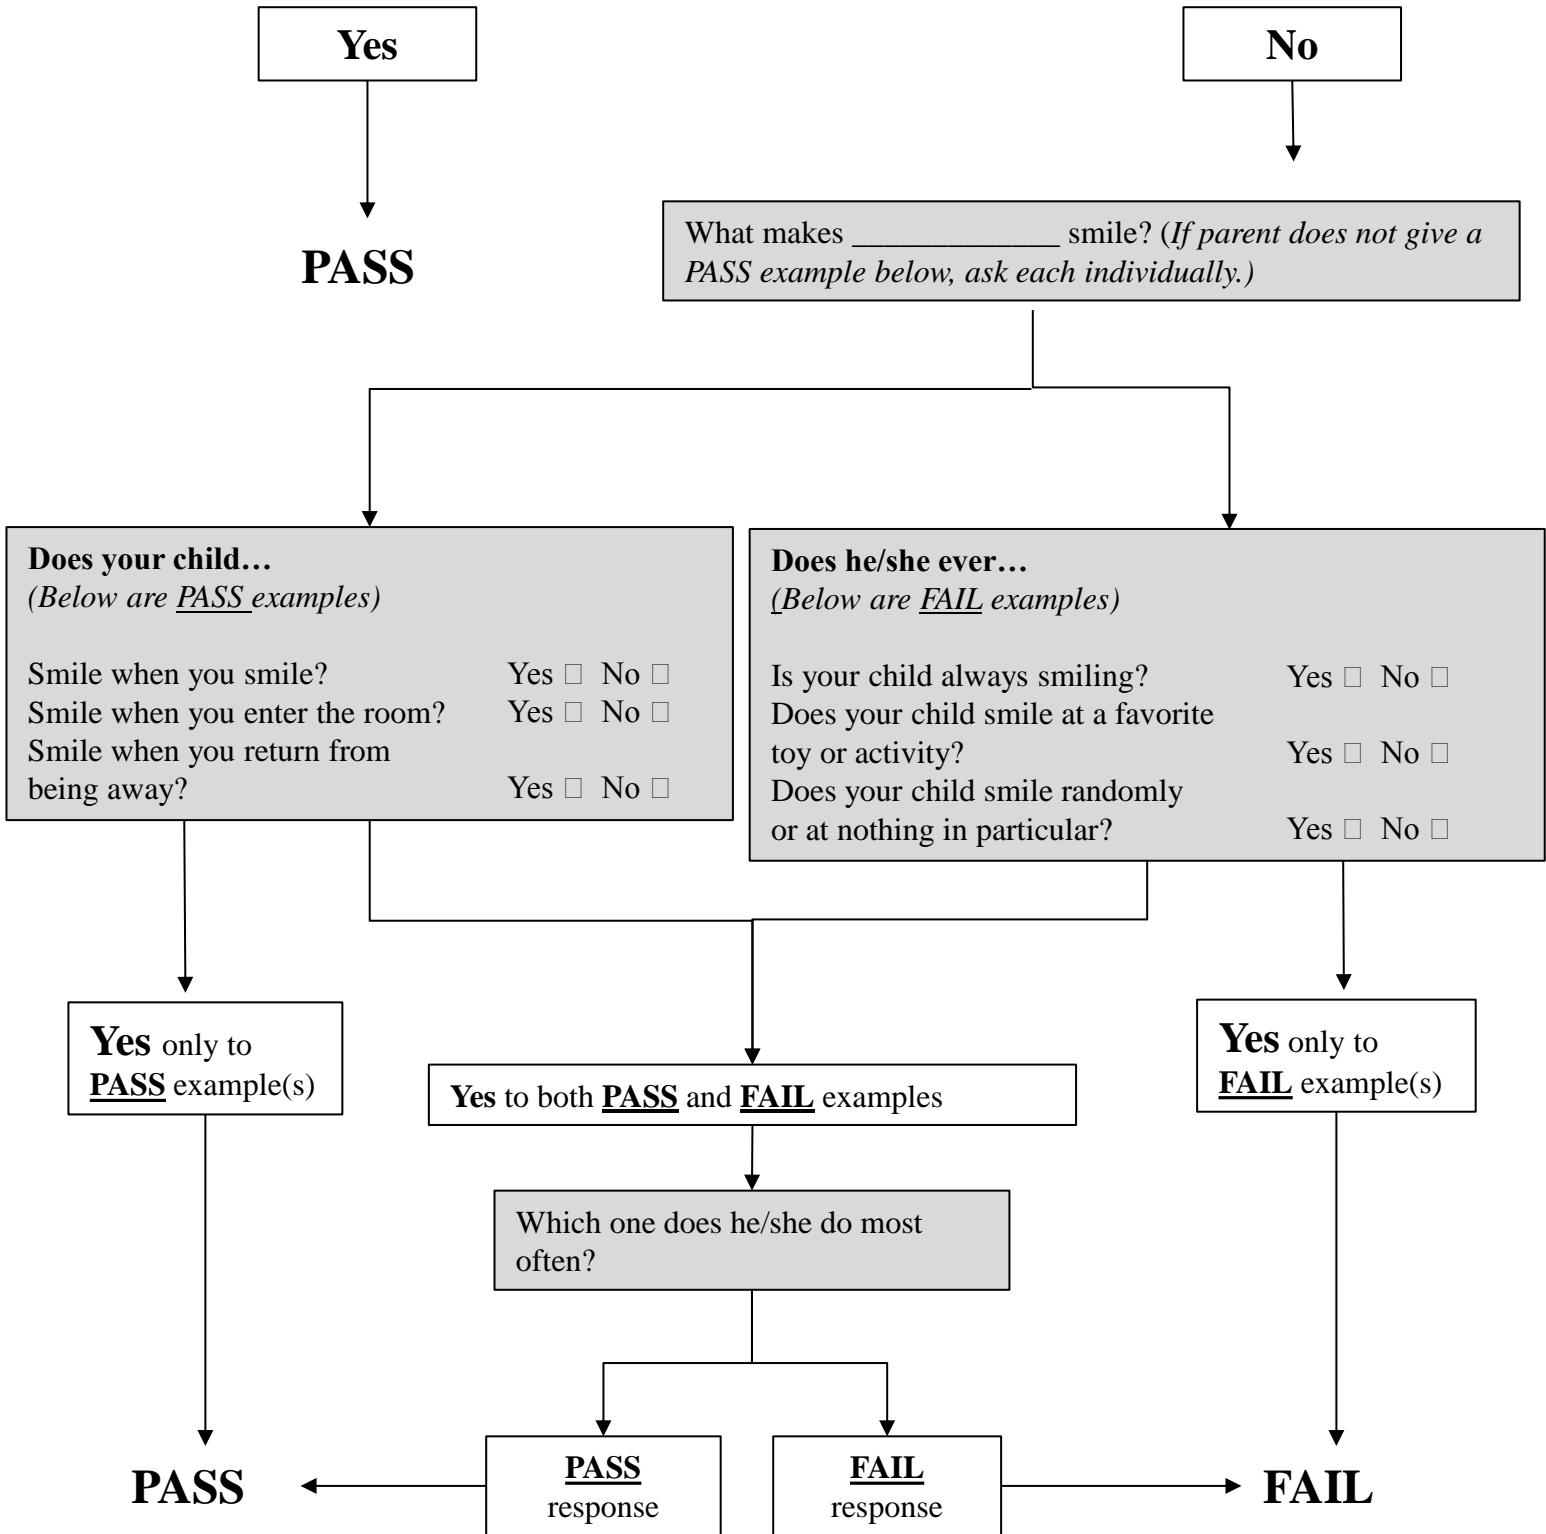 Yes
No
PASS
What makes _____________ smile? (If parent does not give a
PASS example below, ask each individually.)
Does your child…
(Below are PASS examples)
Smile when you smile? Yes □ No □
Smile when you enter the room? Yes □ No □
Smile when you return from
being away? Yes □ No □
Does he/she ever…
(Below are FAIL examples)
Is your child always smiling? Yes □ No □
Does your child smile at a favorite
toy or activity? Yes □ No □
Does your child smile randomly
or at nothing in particular? Yes □ No □
Yes only to
PASS example(s)
Yes to both PASS and FAIL examples
Yes only to
FAIL example(s)
Which one does he/she do most
often?
PASS
PASS
response
FAIL
response
FAIL